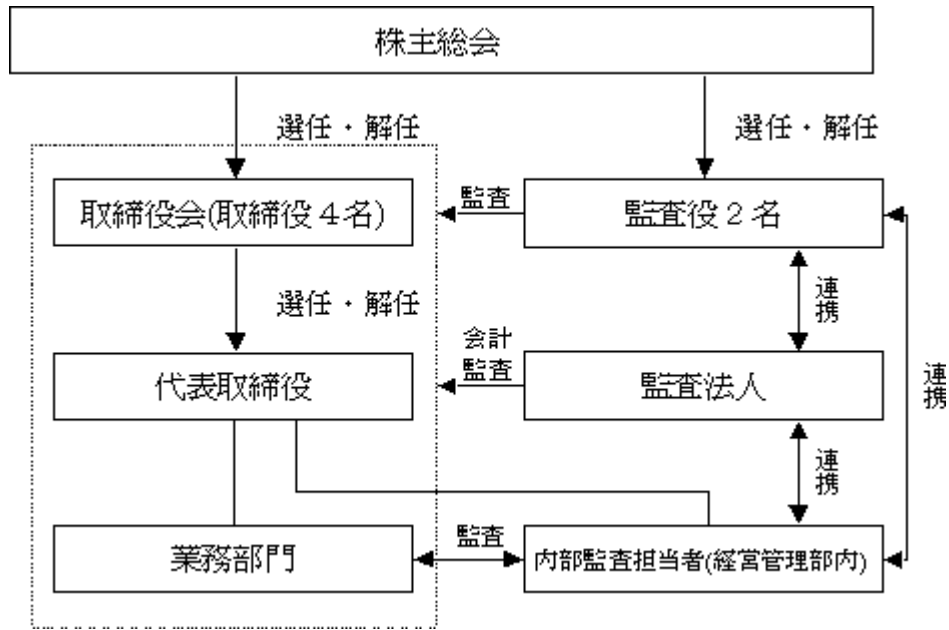 株主総会
選任・解任
選任・解任
取締役会(取締役４名)
監査
監査役２名
連携
選任・解任
会計
監査
代表取締役
監査法人
連携
連携
業務部門
監査
内部監査担当者(経営管理部内)